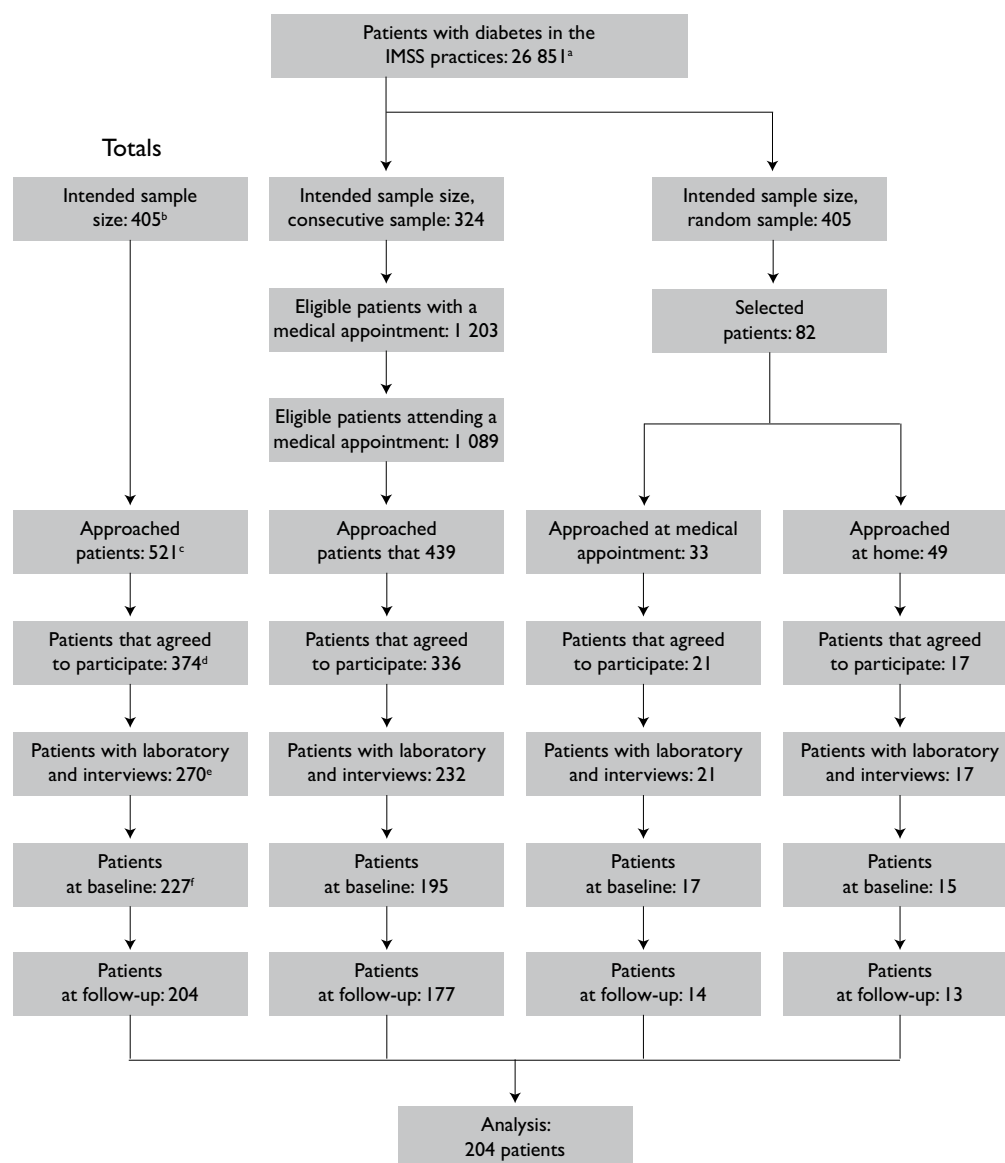 Patients with diabetes in the
IMSS practices: 26 851ᵃ
Totals
Intended sample
size: 405ᵇ
Intended sample size,
consecutive sample: 324
Intended sample size,
random sample: 405
Eligible patients with a
medical appointment: 1 203
Selected
patients: 82
Eligible patients attending a
medical appointment: 1 089
Approached
patients: 521ᶜ
Approached
patients that 439
Approached at medical
appointment: 33
Approached
at home: 49
Patients that agreed
to participate: 374ᵈ
Patients that agreed
to participate: 336
Patients that agreed
to participate: 21
Patients that agreed
to participate: 17
Patients with laboratory
and interviews: 270ᵉ
Patients with laboratory
and interviews: 232
Patients with laboratory
and interviews: 21
Patients with laboratory
and interviews: 17
Patients
at baseline: 227ᶠ
Patients
at baseline: 195
Patients
at baseline: 17
Patients
at baseline: 15
Patients
at follow-up: 204
Patients
at follow-up: 177
Patients
at follow-up: 14
Patients
at follow-up: 13
Analysis:
204 patients